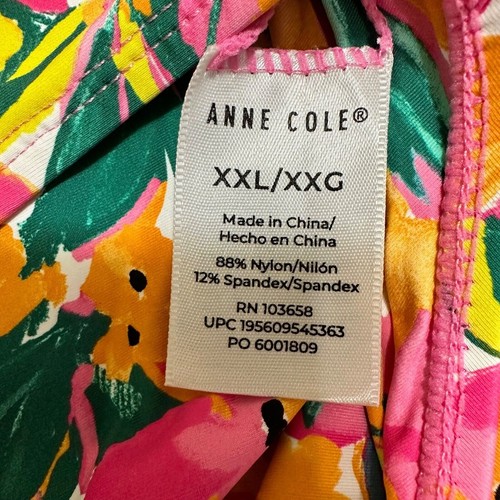 ANNE COLE®
XXL/XXG
Made in China/
Hecho en China
88% Nylon/Nilón
12% Spandex/Spandex
RN 103658
UPC 195609545363
PO 6001809